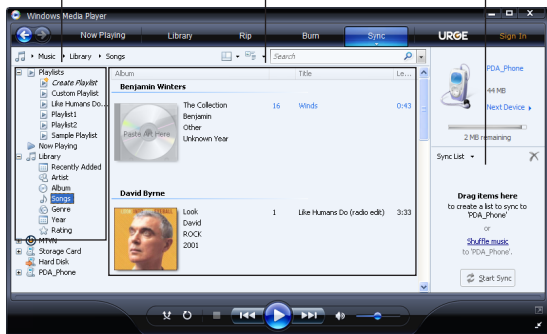 Windows Media Player
Now Playing Library Rip Burn Sync URGE Sign In
Music Library Songs Search
Playlists
Create Playlist
Custom Playlist
Like Humans Do...
Playlist1
Playlist2
Sample Playlist
Now Playing
Library
Recently Added
Artist
Album
Songs
Genre
Year
Rating
MTVN
Storage Card
Hard Disk
PDA_Phone
Album Title Le...
Benjamin Winters
Paste Art Here
The Collection 16 Winds 0:43
Benjamin
Other
Unknown Year
David Byrne
Look 1 Like Humans Do (radio edit) 3:33
David
ROCK
2001
PDA_Phone
44 MB
Next Device
2 MB remaining
Sync List
Drag items here
to create a list to sync to
'PDA_Phone'
or
Shuffle music
to 'PDA_Phone'.
Start Sync